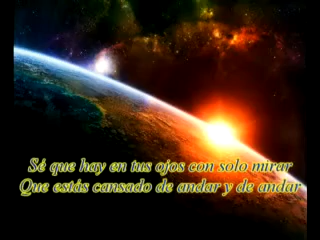 Sé que hay en tus ojos con solo mirar
Que estás cansado de andar y de andar